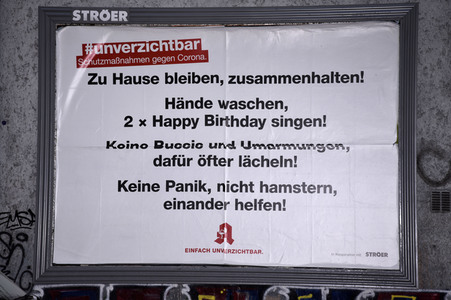 STRÖER
#unverzichtbar
Schutzmaßnahmen gegen Corona.
Zu Hause bleiben, zusammenhalten!
Hände waschen,
2 x Happy Birthday singen!
Keine Bussis und Umarmungen,
dafür öfter lächeln!
Keine Panik, nicht hamstern,
einander helfen!
EINFACH UNVERZICHTBAR.
STRÖER